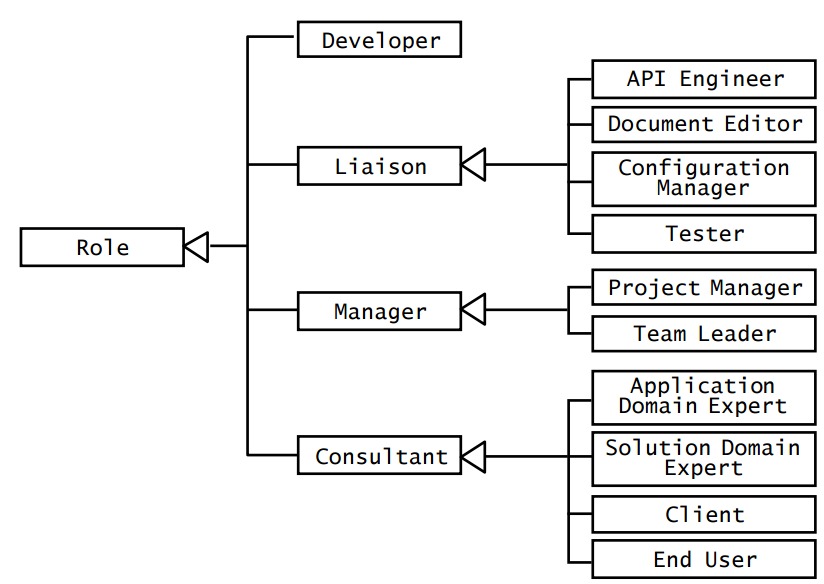 Developer
API Engineer
Document Editor
Liaison
Configuration
Manager
Tester
Role
Project Manager
Manager
Team Leader
Application
Domain Expert
Consultant
Solution Domain
Expert
Client
End User